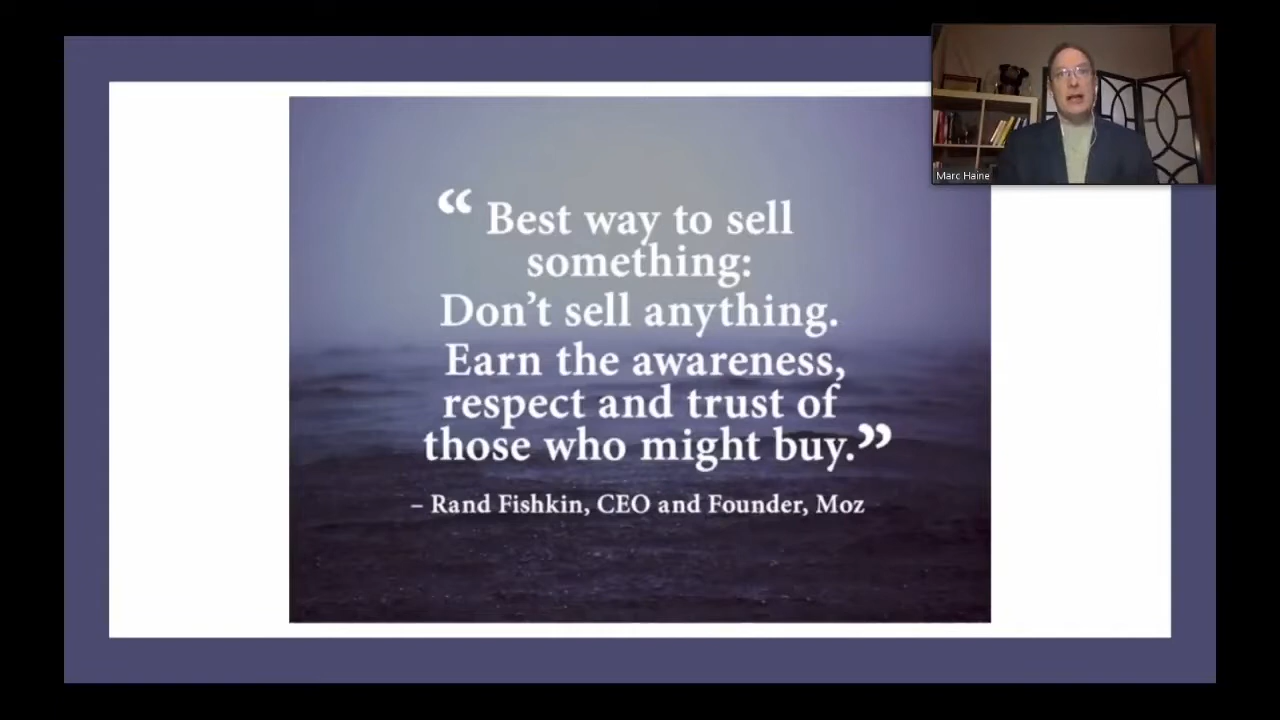 “ Best way to sell
something:
Don’t sell anything.
Earn the awareness,
respect and trust of
those who might buy.”
– Rand Fishkin, CEO and Founder, Moz
Marc Haine